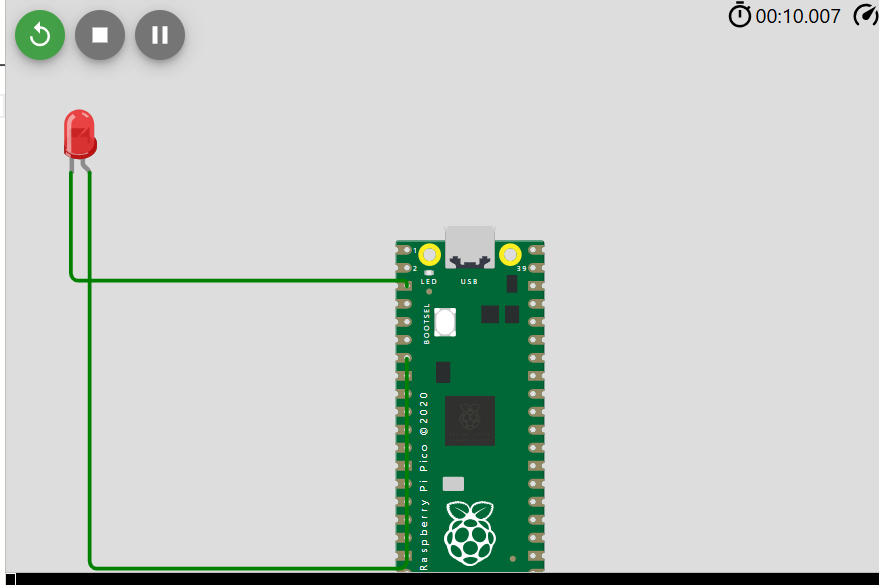 00:10.007
1
2
39
LED USB
BOOTSEL
Raspberry Pi Pico ©2020